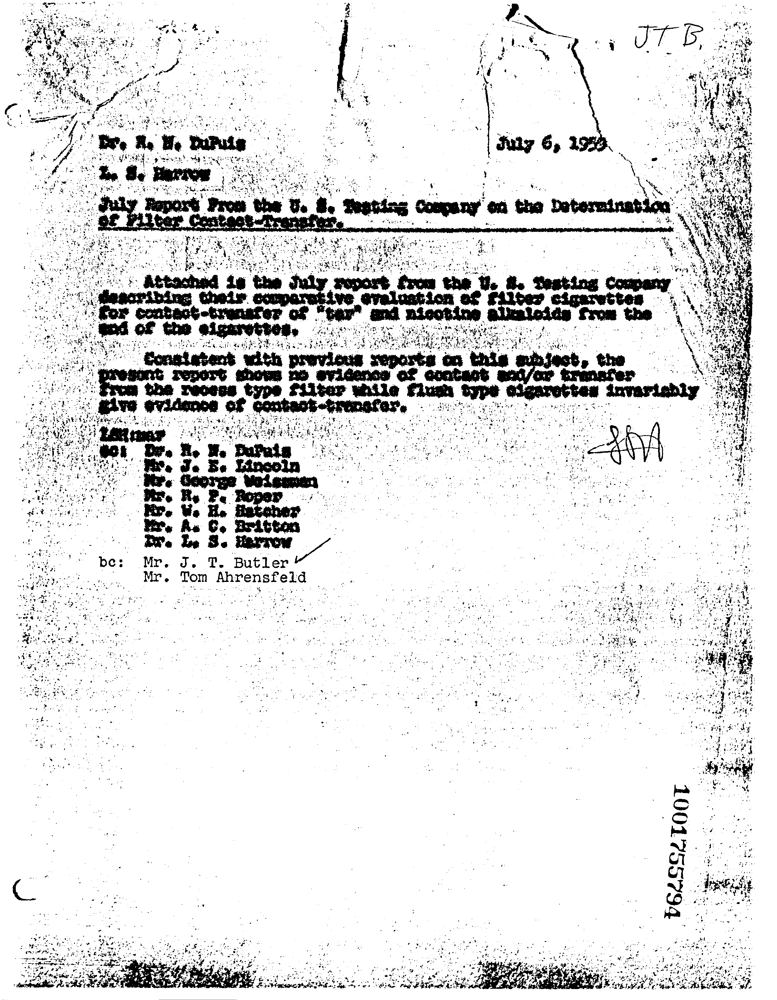 J.T.B.
Dr. R. N. DuPuis July 6, 1959
L. S. Harrow
July Report From the U. S. Testing Company on the Determination
of Filter Contact-Transfer.
Attached is the July report from the U. S. Testing Company
describing their comparative evaluation of filter cigarettes
for contact-transfer of "tar" and nicotine alkaloids from the
end of the cigarettes.
Consistent with previous reports on this subject, the
present report shows no evidence of contact and/or transfer
from the recess type filter while flush type cigarettes invariably
give evidence of contact-transfer.
LSH:mar
cc: Dr. R. N. DuPuis
Mr. J. E. Lincoln
Mr. George Weissman
Mr. R. P. Roper
Mr. W. H. Hatcher
Mr. A. C. Britton
Dr. L. S. Harrow
bc: Mr. J. T. Butler
Mr. Tom Ahrensfeld
1001755794